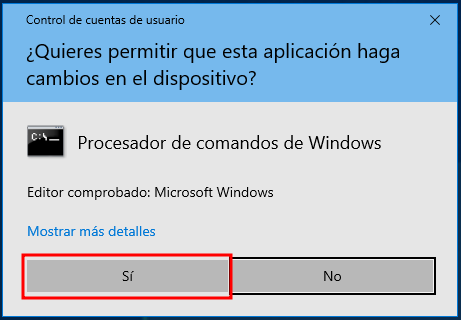 Control de cuentas de usuario
¿Quieres permitir que esta aplicación haga
cambios en el dispositivo?
C:\_
Procesador de comandos de Windows
Editor comprobado: Microsoft Windows
Mostrar más detalles
Sí
No